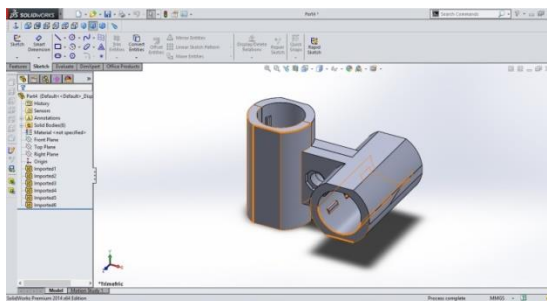 SOLIDWORKS
Part4 *
Search Commands
Sketch
Smart Dimension
Trim Entities
Convert Entities
Offset Entities
Mirror Entities
Linear Sketch Pattern
Move Entities
Display/Delete Relations
Repair Sketch
Quick Snaps
Rapid Sketch
Features
Sketch
Evaluate
DimXpert
Office Products
Part4 (Default<<Default>_Disp
History
Sensors
Annotations
Solid Bodies(6)
Material <not specified>
Front Plane
Top Plane
Right Plane
Origin
Imported1
Imported2
Imported3
Imported4
Imported5
Imported6
*Trimetric
Model
Motion Study 1
SolidWorks Premium 2014 x64 Edition
Process complete
MMGS